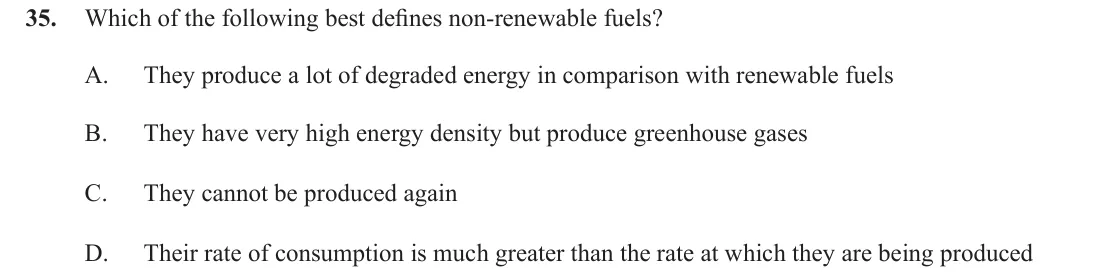 35. Which of the following best defines non-renewable fuels?
A. They produce a lot of degraded energy in comparison with renewable fuels
B. They have very high energy density but produce greenhouse gases
C. They cannot be produced again
D. Their rate of consumption is much greater than the rate at which they are being produced